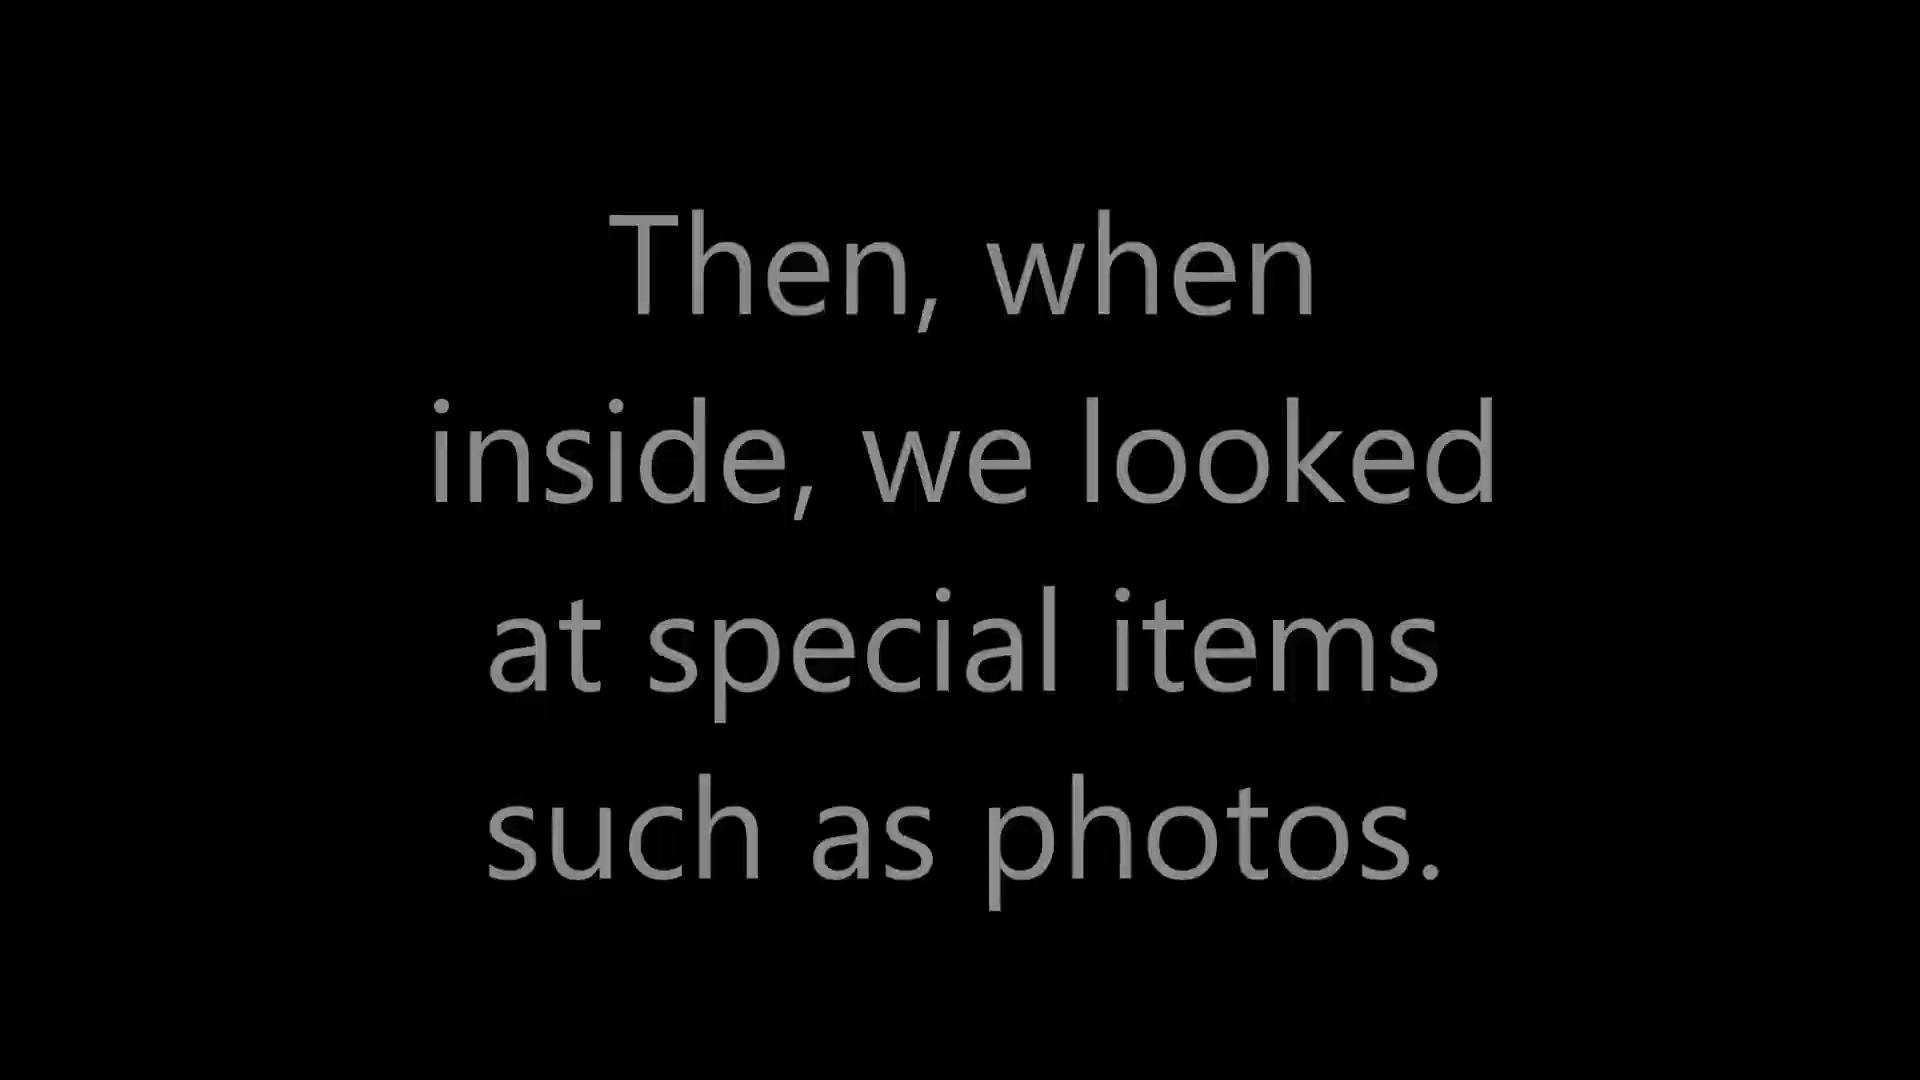 Then, when
inside, we looked
at special items
such as photos.